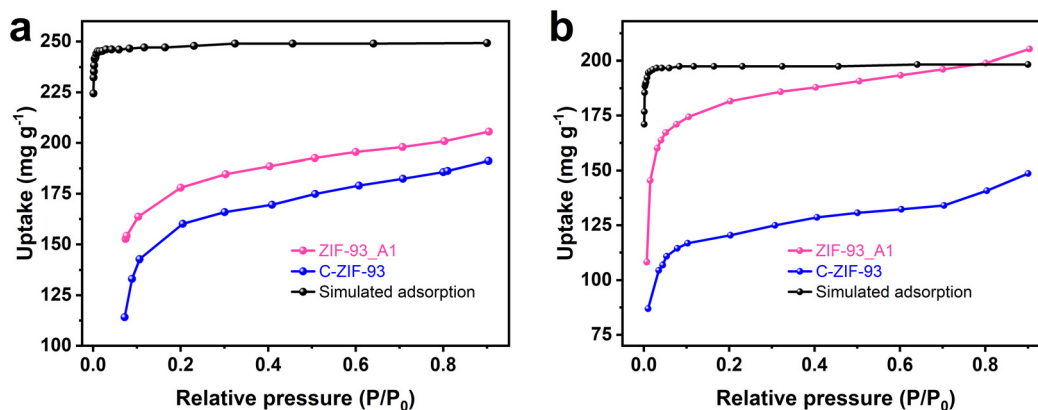 a
250
225
200
175
150
125
100
Uptake (mg g⁻¹)
ZIF-93_A1
C-ZIF-93
Simulated adsorption
0.0 0.2 0.4 0.6 0.8
Relative pressure (P/P₀)
b
200
175
150
125
100
75
Uptake (mg g⁻¹)
ZIF-93_A1
C-ZIF-93
Simulated adsorption
0.0 0.2 0.4 0.6 0.8
Relative pressure (P/P₀)